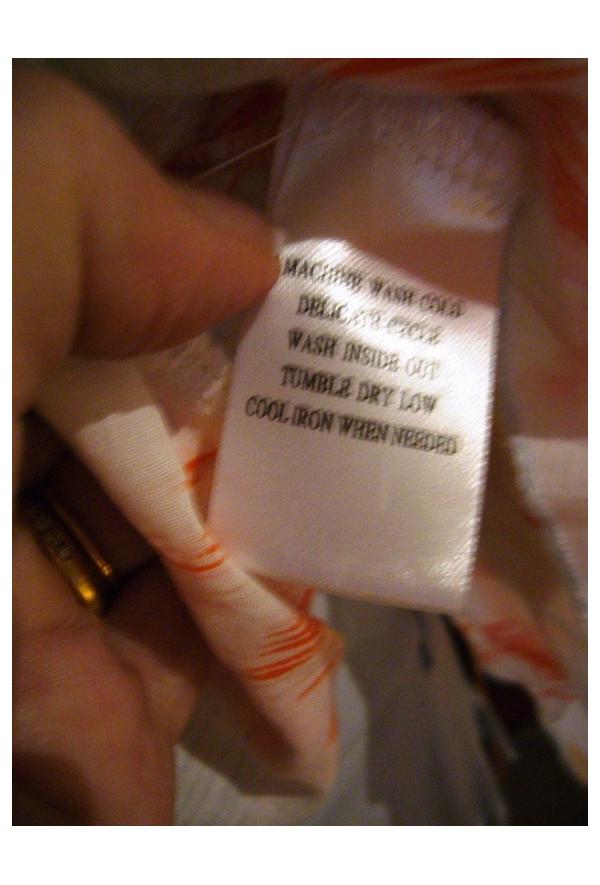 MACHINE WASH COLD
DELICATE CYCLE
WASH INSIDE OUT
TUMBLE DRY LOW
COOL IRON WHEN NEEDED